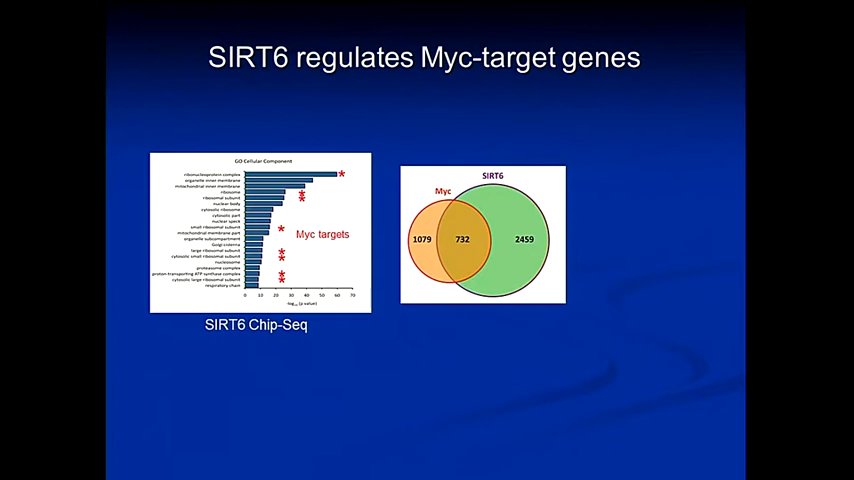 SIRT6 regulates Myc-target genes
GO Cellular Component
ribonucleoprotein complex
organelle inner membrane
mitochondrial inner membrane
ribosome
ribosomal subunit
nuclear body
cytosolic ribosome
cytosolic part
nuclear speck
small ribosomal subunit
mitochondrial membrane part
organelle subcompartment
Golgi cisterna
large ribosomal subunit
cytosolic small ribosomal subunit
nucleosome
proteasome complex
proton-transporting ATP synthase complex
cytosolic large ribosomal subunit
respiratory chain
* * * * * * * *
Myc targets
0 10 20 30 40 50 60 70
-log₁₀ (p value)
SIRT6 Chip-Seq
SIRT6
Myc
1079 732 2459